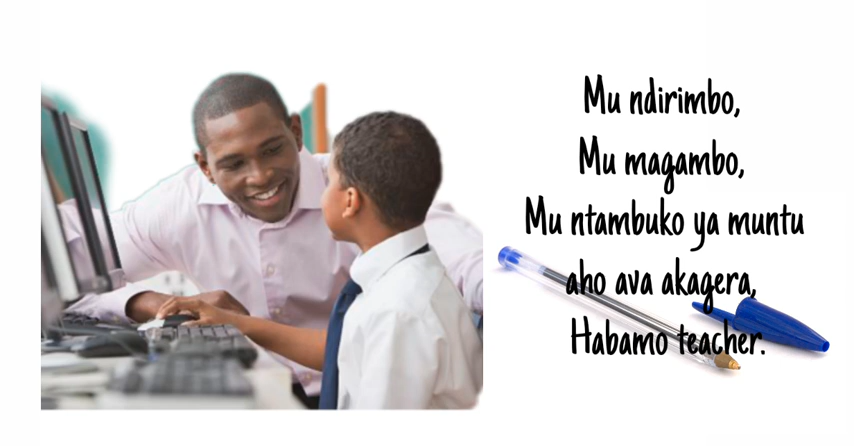 Mu ndirimbo,
Mu magambo,
Mu ntambuko ya muntu
aho ava akagera,
Habamo teacher.